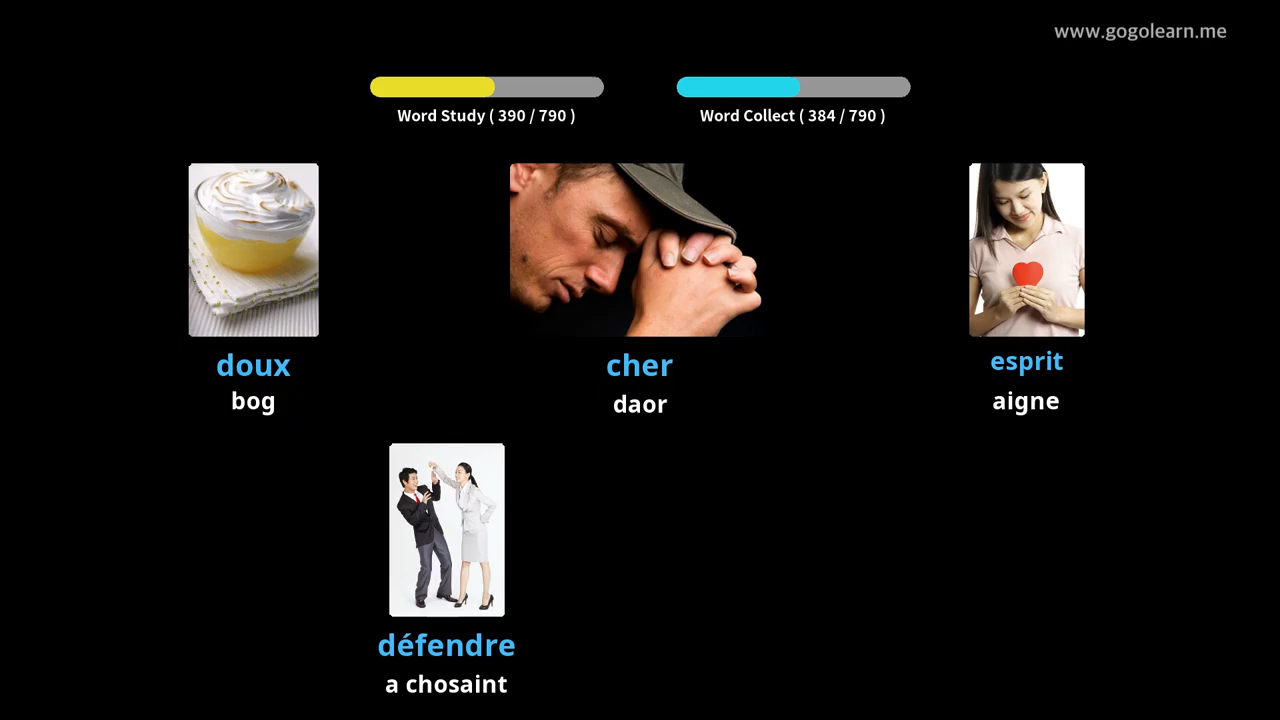 www.gogolearn.me
Word Study ( 390 / 790 )
Word Collect ( 384 / 790 )
doux
bog
cher
daor
esprit
aigne
défendre
a chosaint